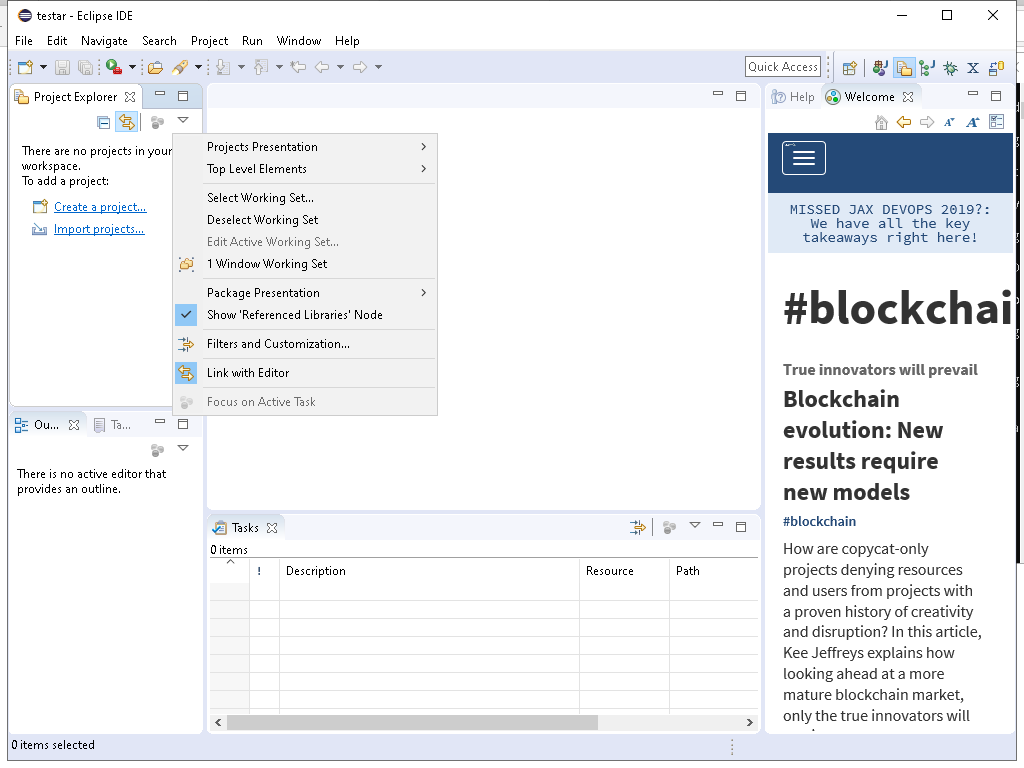 testar - Eclipse IDE
File Edit Navigate Search Project Run Window Help
Quick Access
Project Explorer
There are no projects in your
workspace.
To add a project:
Create a project...
Import projects...
Projects Presentation
Top Level Elements
Select Working Set...
Deselect Working Set
Edit Active Working Set...
1 Window Working Set
Package Presentation
Show 'Referenced Libraries' Node
Filters and Customization...
Link with Editor
Focus on Active Task
Ou... Ta...
There is no active editor that
provides an outline.
Tasks
0 items
! Description Resource Path
Help Welcome
MISSED JAX DEVOPS 2019?:
We have all the key
takeaways right here!
#blockchai
True innovators will prevail
Blockchain
evolution: New
results require
new models
#blockchain
How are copycat-only
projects denying resources
and users from projects with
a proven history of creativity
and disruption? In this article,
Kee Jeffreys explains how
looking ahead at a more
mature blockchain market,
only the true innovators will
0 items selected